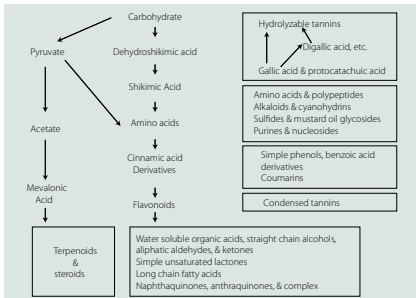 Carbohydrate
Pyruvate
Dehydroshikimic acid
Shikimic Acid
Amino acids
Acetate
Cinnamic acid
Derivatives
Mevalonic
Acid
Flavonoids
Terpenoids
&
steroids
Water soluble organic acids, straight chain alcohols,
aliphatic aldehydes, & ketones
Simple unsaturated lactones
Long chain fatty acids
Naphthaquinones, anthraquinones, & complex
Hydrolyzable tannins
Digallic acid, etc.
Gallic acid & protocatachuic acid
Amino acids & polypeptides
Alkaloids & cyanohydrins
Sulfides & mustard oil glycosides
Purines & nucleosides
Simple phenols, benzoic acid
derivatives
Coumarins
Condensed tannins